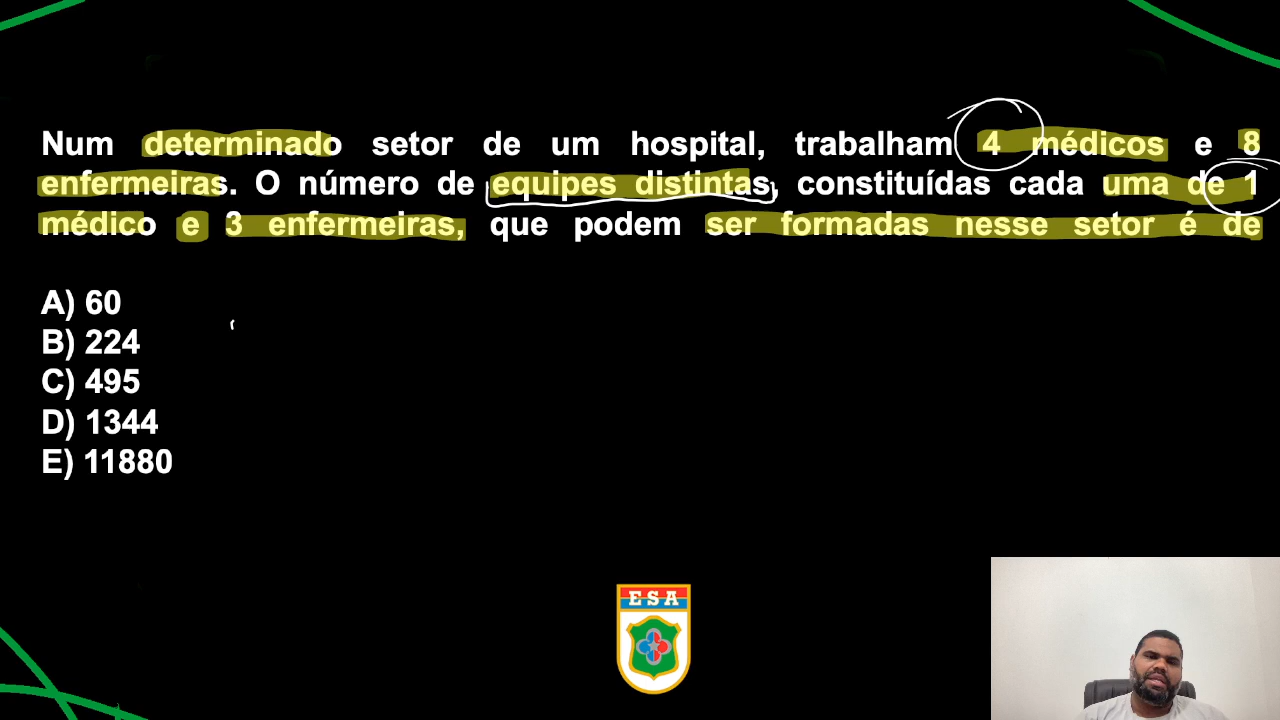 Num determinado setor de um hospital, trabalham 4 médicos e 8
enfermeiras. O número de equipes distintas, constituídas cada uma de 1
médico e 3 enfermeiras, que podem ser formadas nesse setor é de
A) 60
B) 224
C) 495
D) 1344
E) 11880
ESA